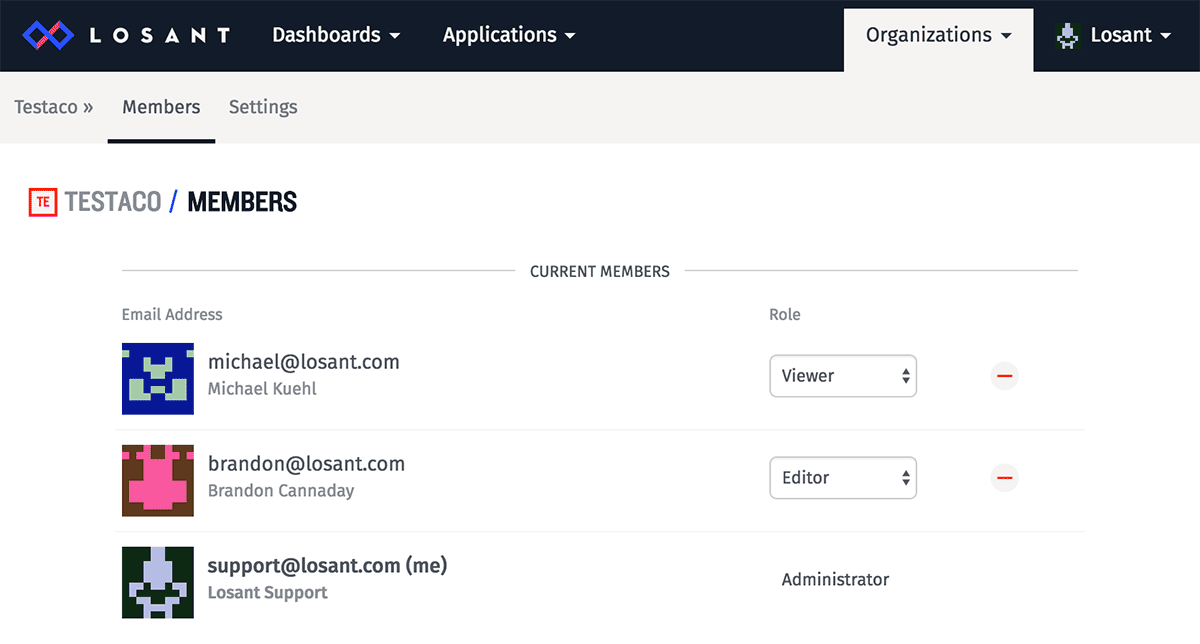 LOSANT Dashboards Applications Organizations Losant
Testaco » Members Settings
TE TESTACO / MEMBERS
CURRENT MEMBERS
Email Address Role
michael@losant.com
Michael Kuehl
Viewer
brandon@losant.com
Brandon Cannaday
Editor
support@losant.com (me)
Losant Support
Administrator